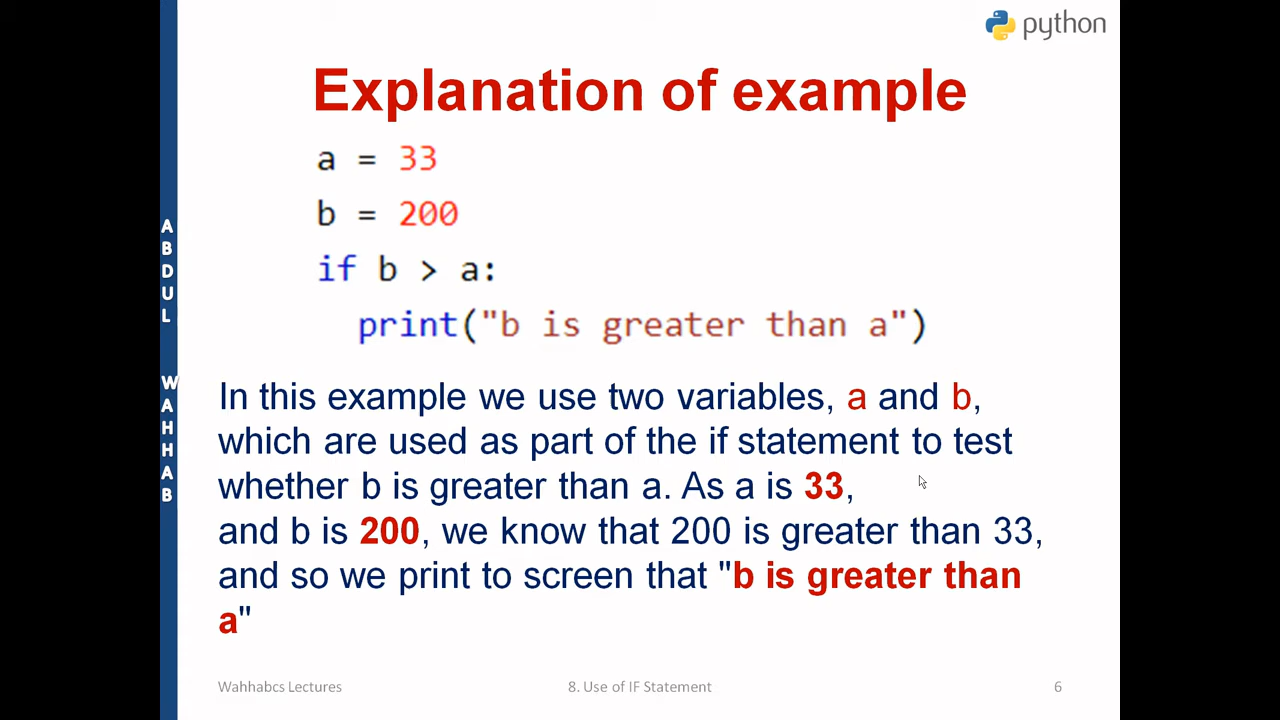 python
Explanation of example
a = 33
b = 200
if b > a:
print("b is greater than a")
In this example we use two variables, a and b,
which are used as part of the if statement to test
whether b is greater than a. As a is 33,
and b is 200, we know that 200 is greater than 33,
and so we print to screen that "b is greater than
a"
ABDUL WAHHAB
Wahhabcs Lectures
8. Use of IF Statement
6